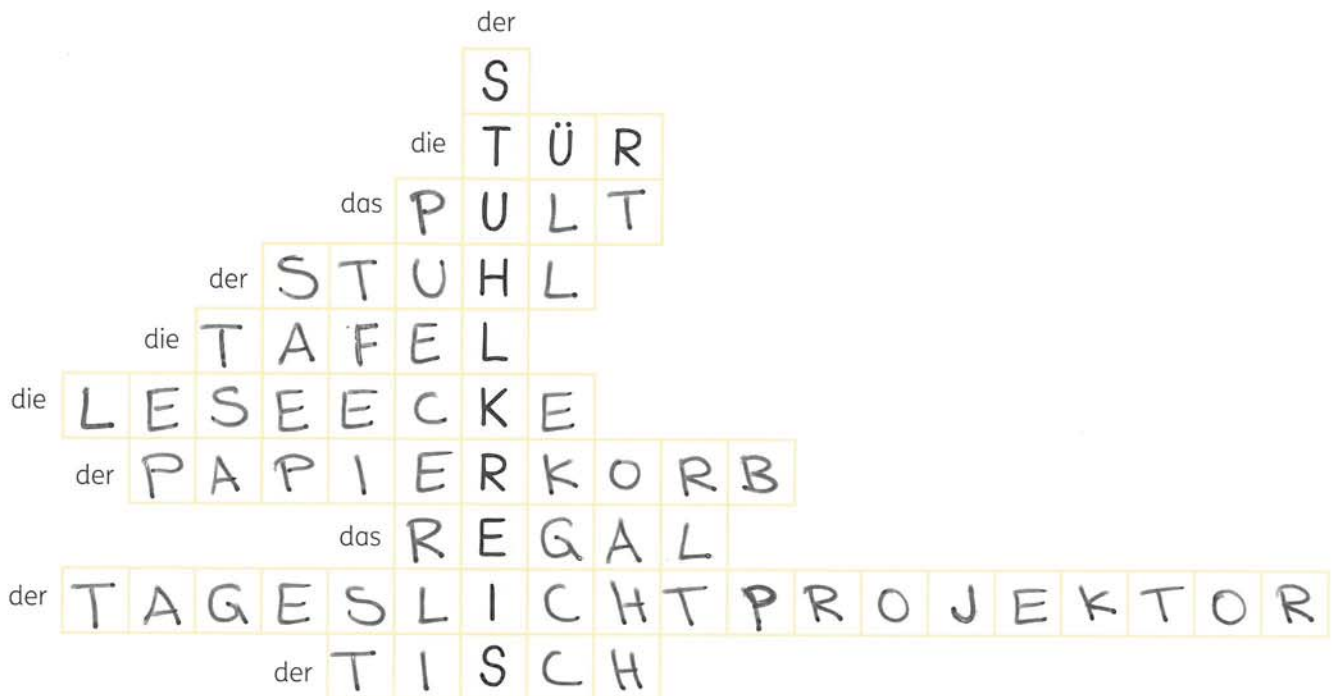 der
S
die TÜR
das PULT
der STUHL
die TAFEL
die LESEECKE
der PAPIERKORB
das REGAL
der TAGESLICHTPROJEKTOR
der TISCH